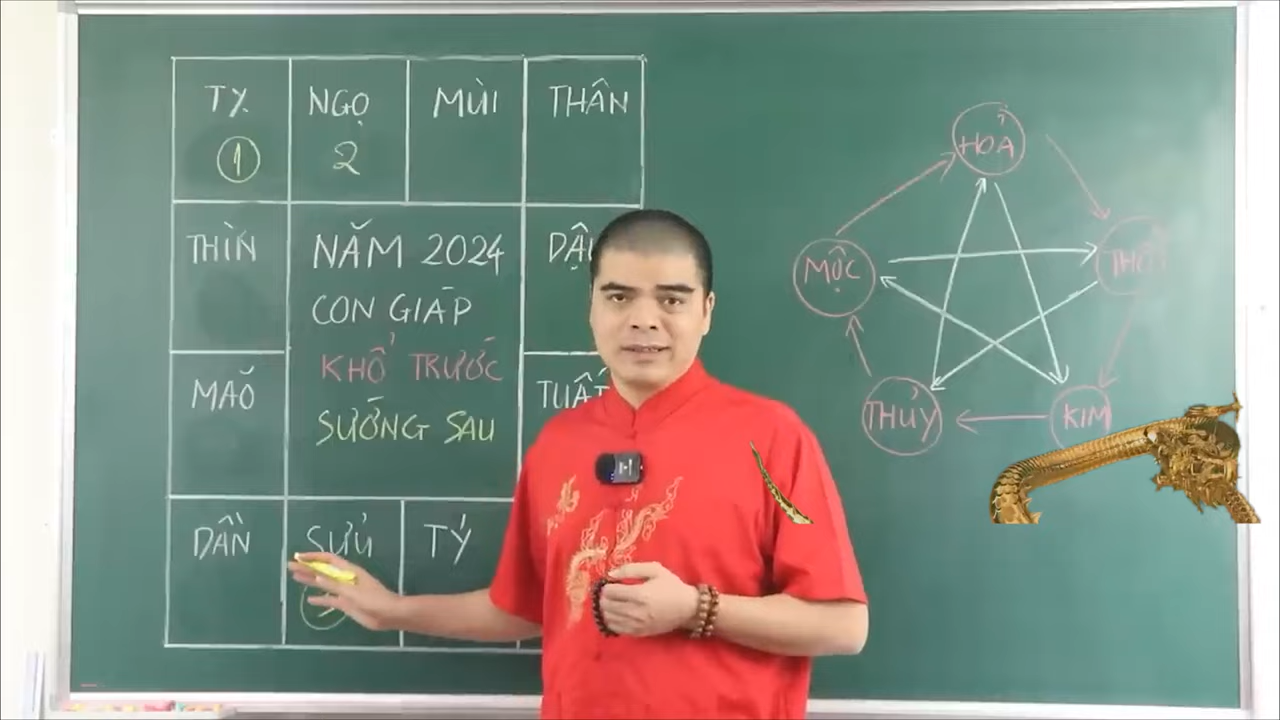 TỴ NGỌ MÙI THÂN
1 2
THÌN
NĂM 2024
CON GIÁP
KHỔ TRƯỚC
SƯỚNG SAU
MÃO
DẦN SỬU TÝ
HỎA
MỘC
THỦY
KIM